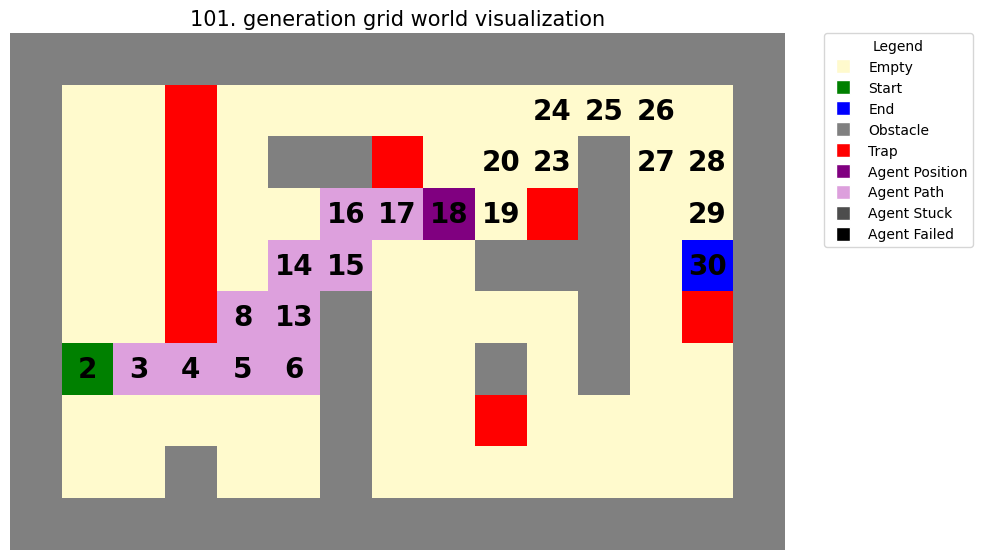 101. generation grid world visualization
24 25 26
20 23 27 28
16 17 18 19 29
14 15 30
8 13
2 3 4 5 6
Legend
Empty
Start
End
Obstacle
Trap
Agent Position
Agent Path
Agent Stuck
Agent Failed